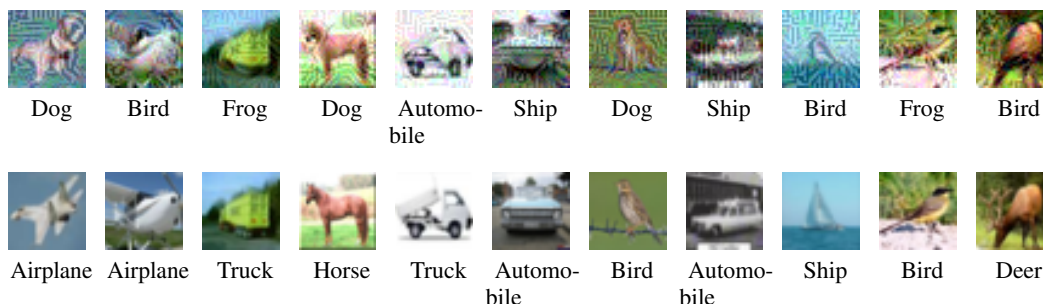 Dog Bird Frog Dog Automo- Ship Dog Ship Bird Frog Bird
bile
Airplane Airplane Truck Horse Truck Automo- Bird Automo- Ship Bird Deer
bile bile